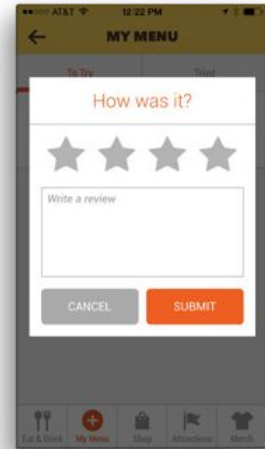 AT&T 12:22 PM
MY MENU
To Try Tried
How was it?
Write a review
CANCEL SUBMIT
Eat & Drink My Menu Shop Attractions Merch